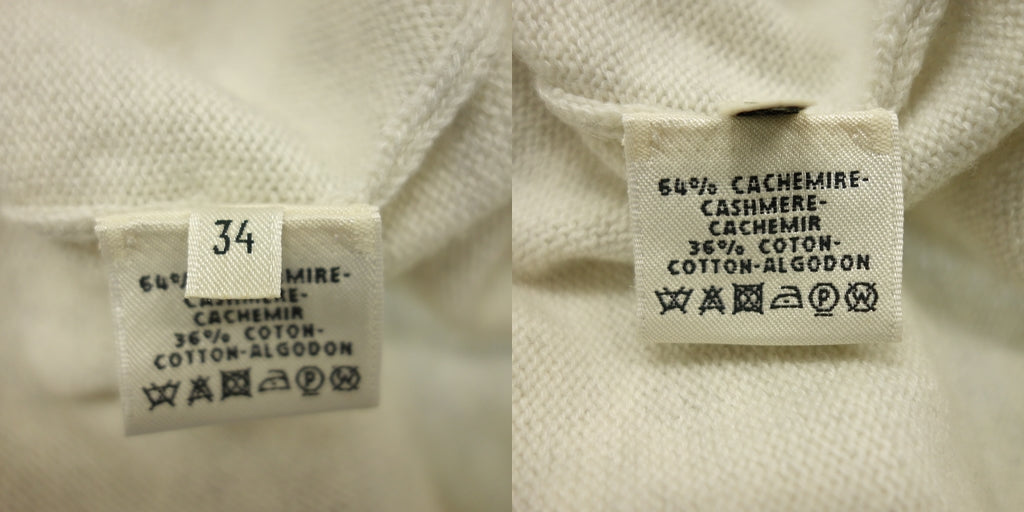 34
64% MIRE-
CASHMERE-
CACHEMIR
36% COTON-
COTTON-ALGODON
P W
64% CACHEMIRE-
CASHMERE-
CACHEMIR
36% COTON-
COTTON-ALGODON
P W